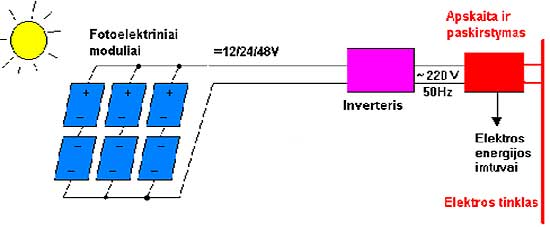 Fotoelektriniai
moduliai
=12/24/48V
+ + +
− − −
− − −
− − −
Inverteris
~ 220 V
50Hz
Apskaita ir
paskirstymas
Elektros
energijos
imtuvai
Elektros tinklas